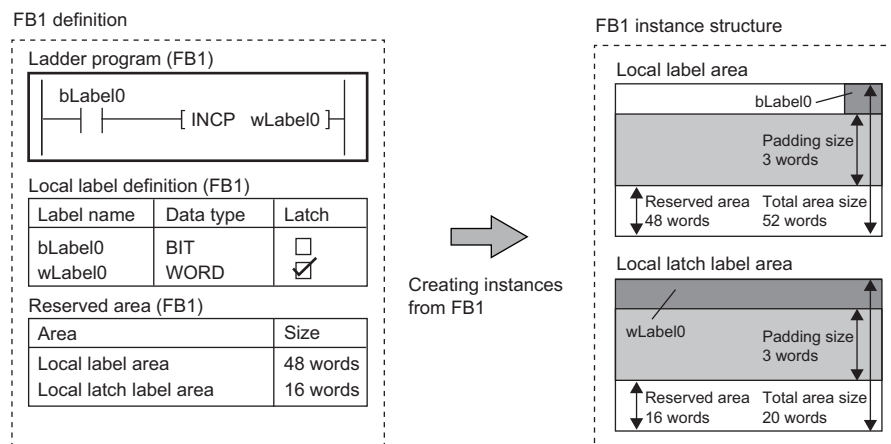 FB1 definition
Ladder program (FB1)
bLabel0
INCP wLabel0
Local label definition (FB1)
Label name Data type Latch
bLabel0 BIT
wLabel0 WORD
Reserved area (FB1)
Area Size
Local label area 48 words
Local latch label area 16 words
Creating instances
from FB1
FB1 instance structure
Local label area
bLabel0
Padding size
3 words
Reserved area Total area size
48 words 52 words
Local latch label area
wLabel0
Padding size
3 words
Reserved area Total area size
16 words 20 words